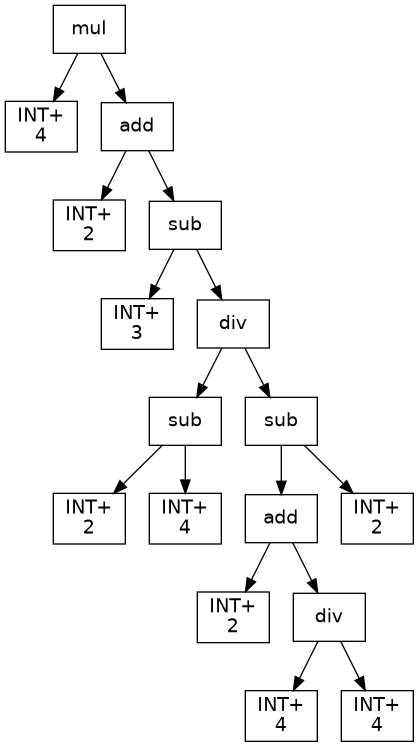 mul
INT+
4
add
INT+
2
sub
INT+
3
div
sub
sub
INT+
2
INT+
4
add
INT+
2
INT+
2
div
INT+
4
INT+
4